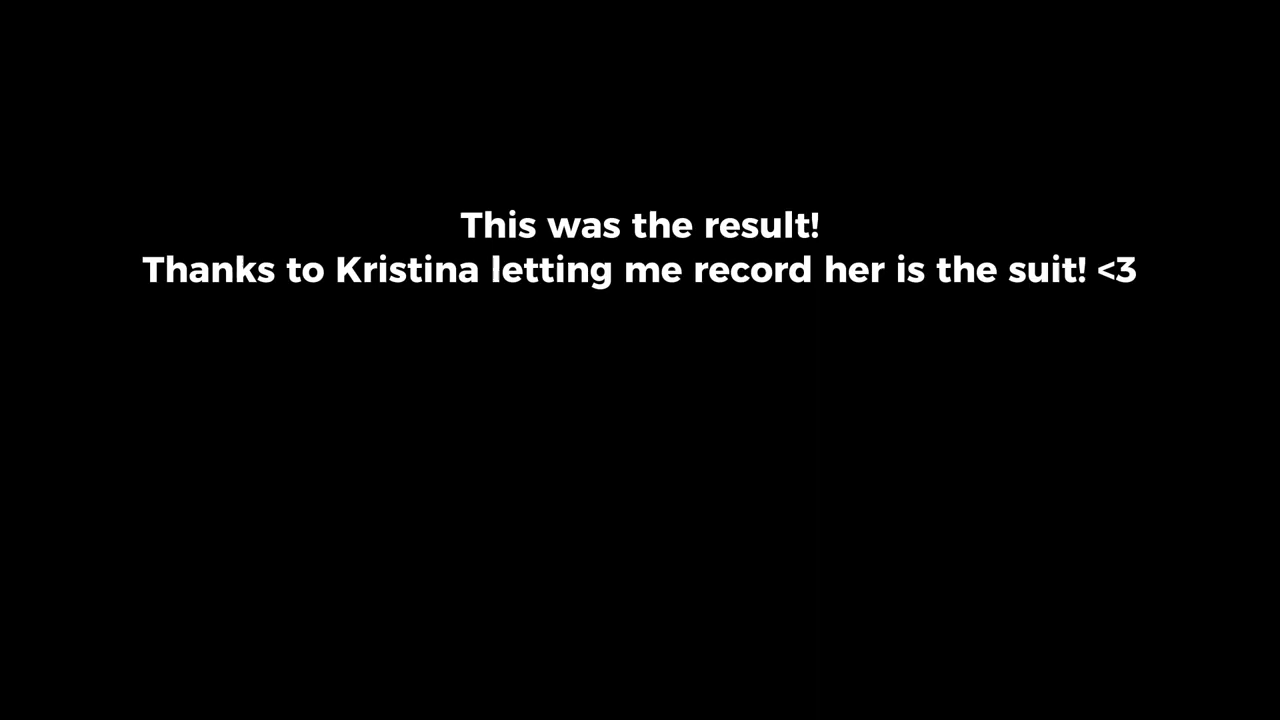 This was the result!
Thanks to Kristina letting me record her is the suit! <3